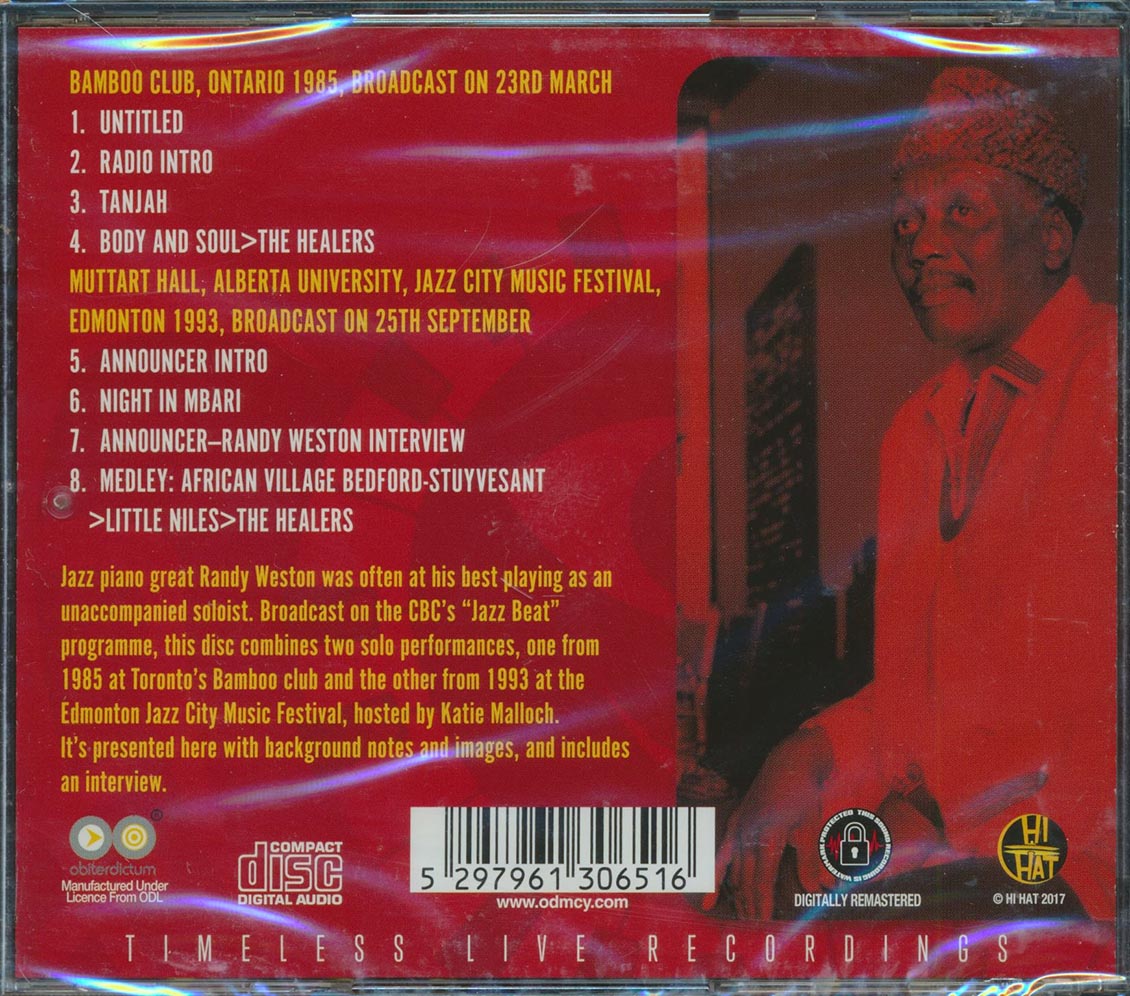 BAMBOO CLUB, ONTARIO 1985, BROADCAST ON 23RD MARCH
1. UNTITLED
2. RADIO INTRO
3. TANJAH
4. BODY AND SOUL>THE HEALERS
MUTTART HALL, ALBERTA UNIVERSITY, JAZZ CITY MUSIC FESTIVAL,
EDMONTON 1993, BROADCAST ON 25TH SEPTEMBER
5. ANNOUNCER INTRO
6. NIGHT IN MBARI
7. ANNOUNCER–RANDY WESTON INTERVIEW
8. MEDLEY: AFRICAN VILLAGE BEDFORD-STUYVESANT
>LITTLE NILES>THE HEALERS
Jazz piano great Randy Weston was often at his best playing as an
unaccompanied soloist. Broadcast on the CBC’s “Jazz Beat”
programme, this disc combines two solo performances, one from
1985 at Toronto’s Bamboo club and the other from 1993 at the
Edmonton Jazz City Music Festival, hosted by Katie Malloch.
It’s presented here with background notes and images, and includes
an interview.
®
obiterdictum
Manufactured Under
Licence From ODL
COMPACT
disc
DIGITAL AUDIO
5 297961 306516
www.odmcy.com
THIS SOUND RECORDING IS WATERMARK PROTECTED
DIGITALLY REMASTERED
HI
HAT
© HI HAT 2017
TIMELESS LIVE RECORDINGS